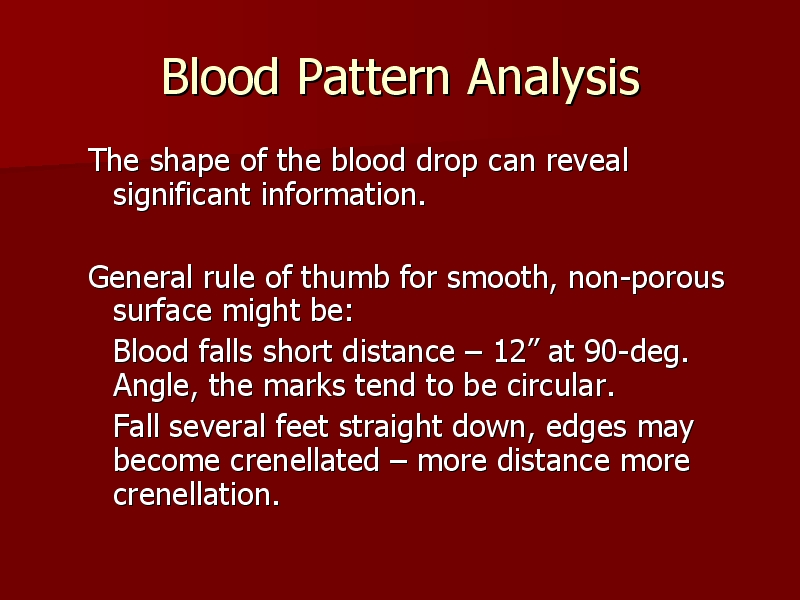 Blood Pattern Analysis
The shape of the blood drop can reveal
significant information.
General rule of thumb for smooth, non-porous
surface might be:
Blood falls short distance – 12” at 90-deg.
Angle, the marks tend to be circular.
Fall several feet straight down, edges may
become crenellated – more distance more
crenellation.